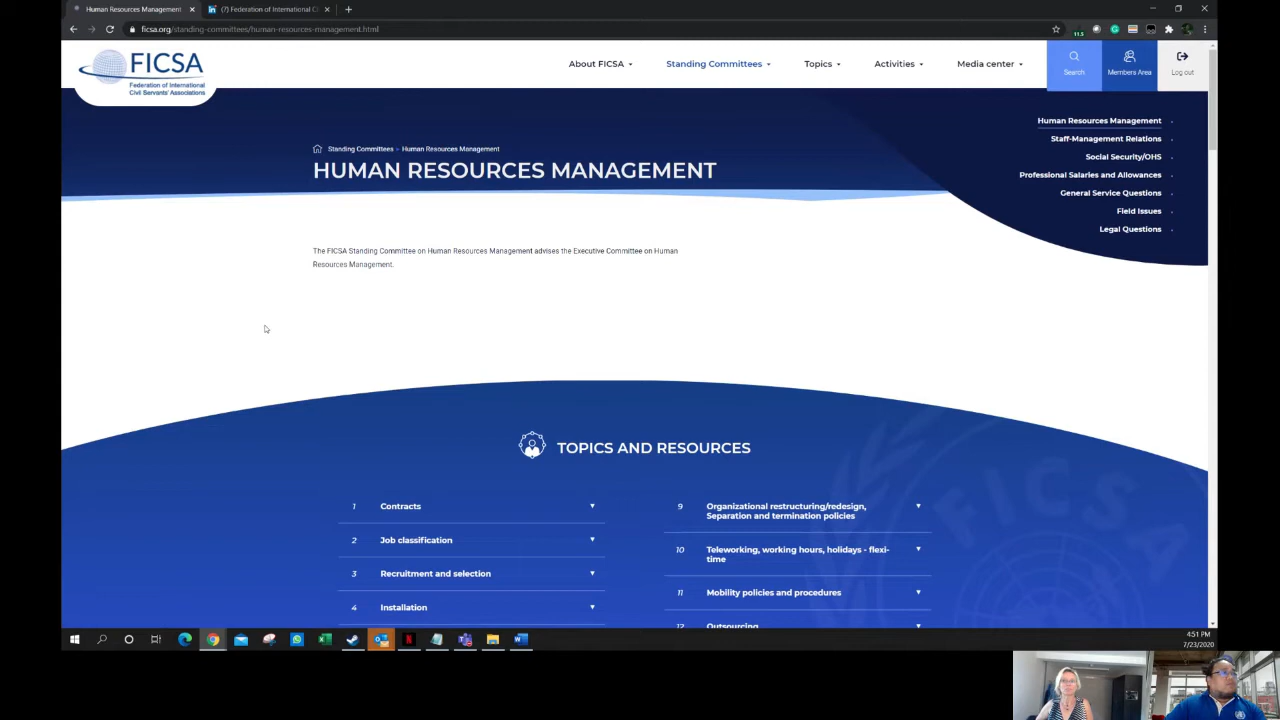 Human Resources Management
(?) Federation of International C
ficsa.org/standing-committees/human-resources-management.html
11.5
FICSA
Federation of International
Civil Servants' Associations
About FICSA
Standing Committees
Topics
Activities
Media center
Search
Members Area
Log out
Human Resources Management
Staff-Management Relations
Social Security/OHS
Professional Salaries and Allowances
General Service Questions
Field Issues
Legal Questions
Standing Committees > Human Resources Management
HUMAN RESOURCES MANAGEMENT
The FICSA Standing Committee on Human Resources Management advises the Executive Committee on Human
Resources Management.
TOPICS AND RESOURCES
1 Contracts
2 Job classification
3 Recruitment and selection
4 Installation
9 Organizational restructuring/redesign,
Separation and termination policies
10 Teleworking, working hours, holidays - flexi-
time
11 Mobility policies and procedures
12 Outsourcing
FICSA
4:51 PM
7/23/2020